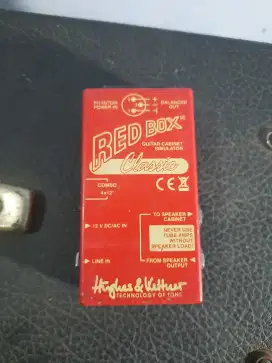 PHANTOM
POWER IN
BALANCED
OUT
RED BOX®
GUITAR CABINET
SIMULATOR
Classic
COMBO
4x12"
CE
TO SPEAKER
CABINET
12 V DC/AC IN
NEVER USE
TUBE AMPS
WITHOUT
SPEAKER LOAD!
LINE IN
FROM SPEAKER
OUTPUT
Hughes & Kettner
TECHNOLOGY OF TONE